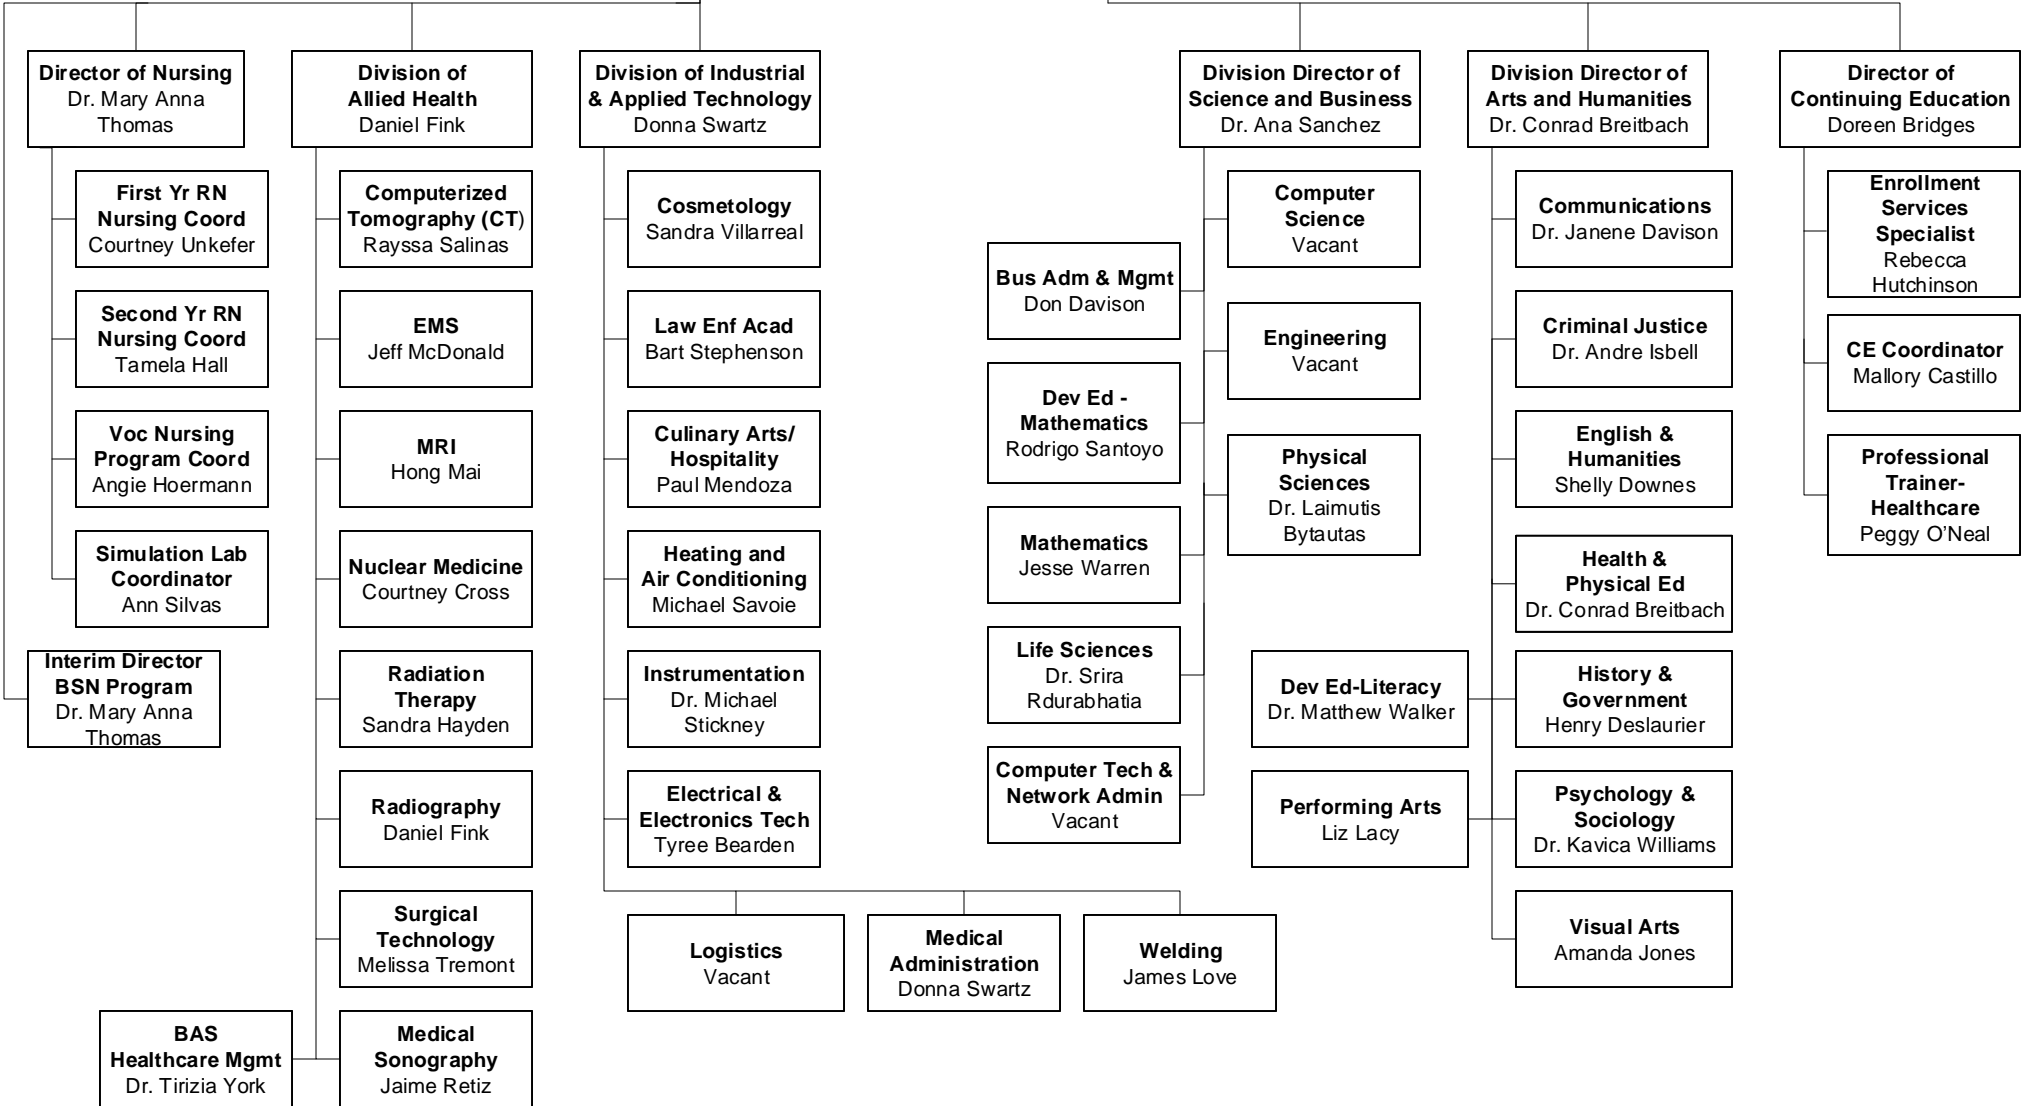 Director of Nursing
Dr. Mary Anna
Thomas
First Yr RN
Nursing Coord
Courtney Unkefer
Second Yr RN
Nursing Coord
Tamela Hall
Voc Nursing
Program Coord
Angie Hoermann
Simulation Lab
Coordinator
Ann Silvas
Interim Director
BSN Program
Dr. Mary Anna
Thomas
Division of
Allied Health
Daniel Fink
Computerized
Tomography (CT)
Rayssa Salinas
EMS
Jeff McDonald
MRI
Hong Mai
Nuclear Medicine
Courtney Cross
Radiation
Therapy
Sandra Hayden
Radiography
Daniel Fink
Surgical
Technology
Melissa Tremont
BAS
Healthcare Mgmt
Dr. Tirizia York
Medical
Sonography
Jaime Retiz
Division of Industrial
& Applied Technology
Donna Swartz
Cosmetology
Sandra Villarreal
Law Enf Acad
Bart Stephenson
Culinary Arts/
Hospitality
Paul Mendoza
Heating and
Air Conditioning
Michael Savoie
Instrumentation
Dr. Michael
Stickney
Electrical &
Electronics Tech
Tyree Bearden
Logistics
Vacant
Medical
Administration
Donna Swartz
Welding
James Love
Division Director of
Science and Business
Dr. Ana Sanchez
Computer
Science
Vacant
Bus Adm & Mgmt
Don Davison
Engineering
Vacant
Dev Ed -
Mathematics
Rodrigo Santoyo
Physical
Sciences
Dr. Laimutis
Bytautas
Mathematics
Jesse Warren
Life Sciences
Dr. Srira
Rdurabhatia
Computer Tech &
Network Admin
Vacant
Division Director of
Arts and Humanities
Dr. Conrad Breitbach
Communications
Dr. Janene Davison
Criminal Justice
Dr. Andre Isbell
English &
Humanities
Shelly Downes
Health &
Physical Ed
Dr. Conrad Breitbach
Dev Ed-Literacy
Dr. Matthew Walker
History &
Government
Henry Deslaurier
Performing Arts
Liz Lacy
Psychology &
Sociology
Dr. Kavica Williams
Visual Arts
Amanda Jones
Director of
Continuing Education
Doreen Bridges
Enrollment
Services
Specialist
Rebecca
Hutchinson
CE Coordinator
Mallory Castillo
Professional
Trainer-
Healthcare
Peggy O’Neal